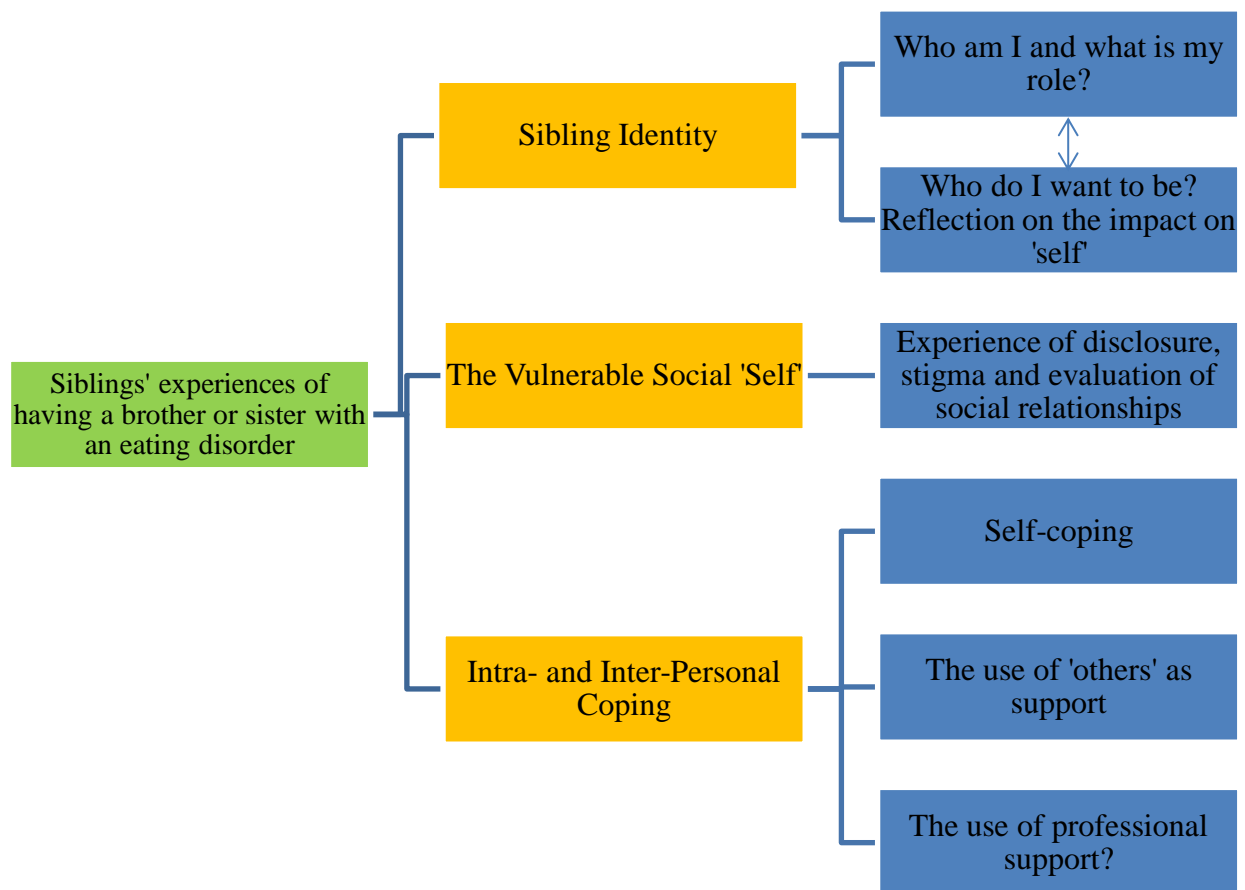 Siblings' experiences of
having a brother or sister with
an eating disorder
Sibling Identity
Who am I and what is my
role?
Who do I want to be?
Reflection on the impact on
'self'
The Vulnerable Social 'Self'
Experience of disclosure,
stigma and evaluation of
social relationships
Intra- and Inter-Personal
Coping
Self-coping
The use of 'others' as
support
The use of professional
support?